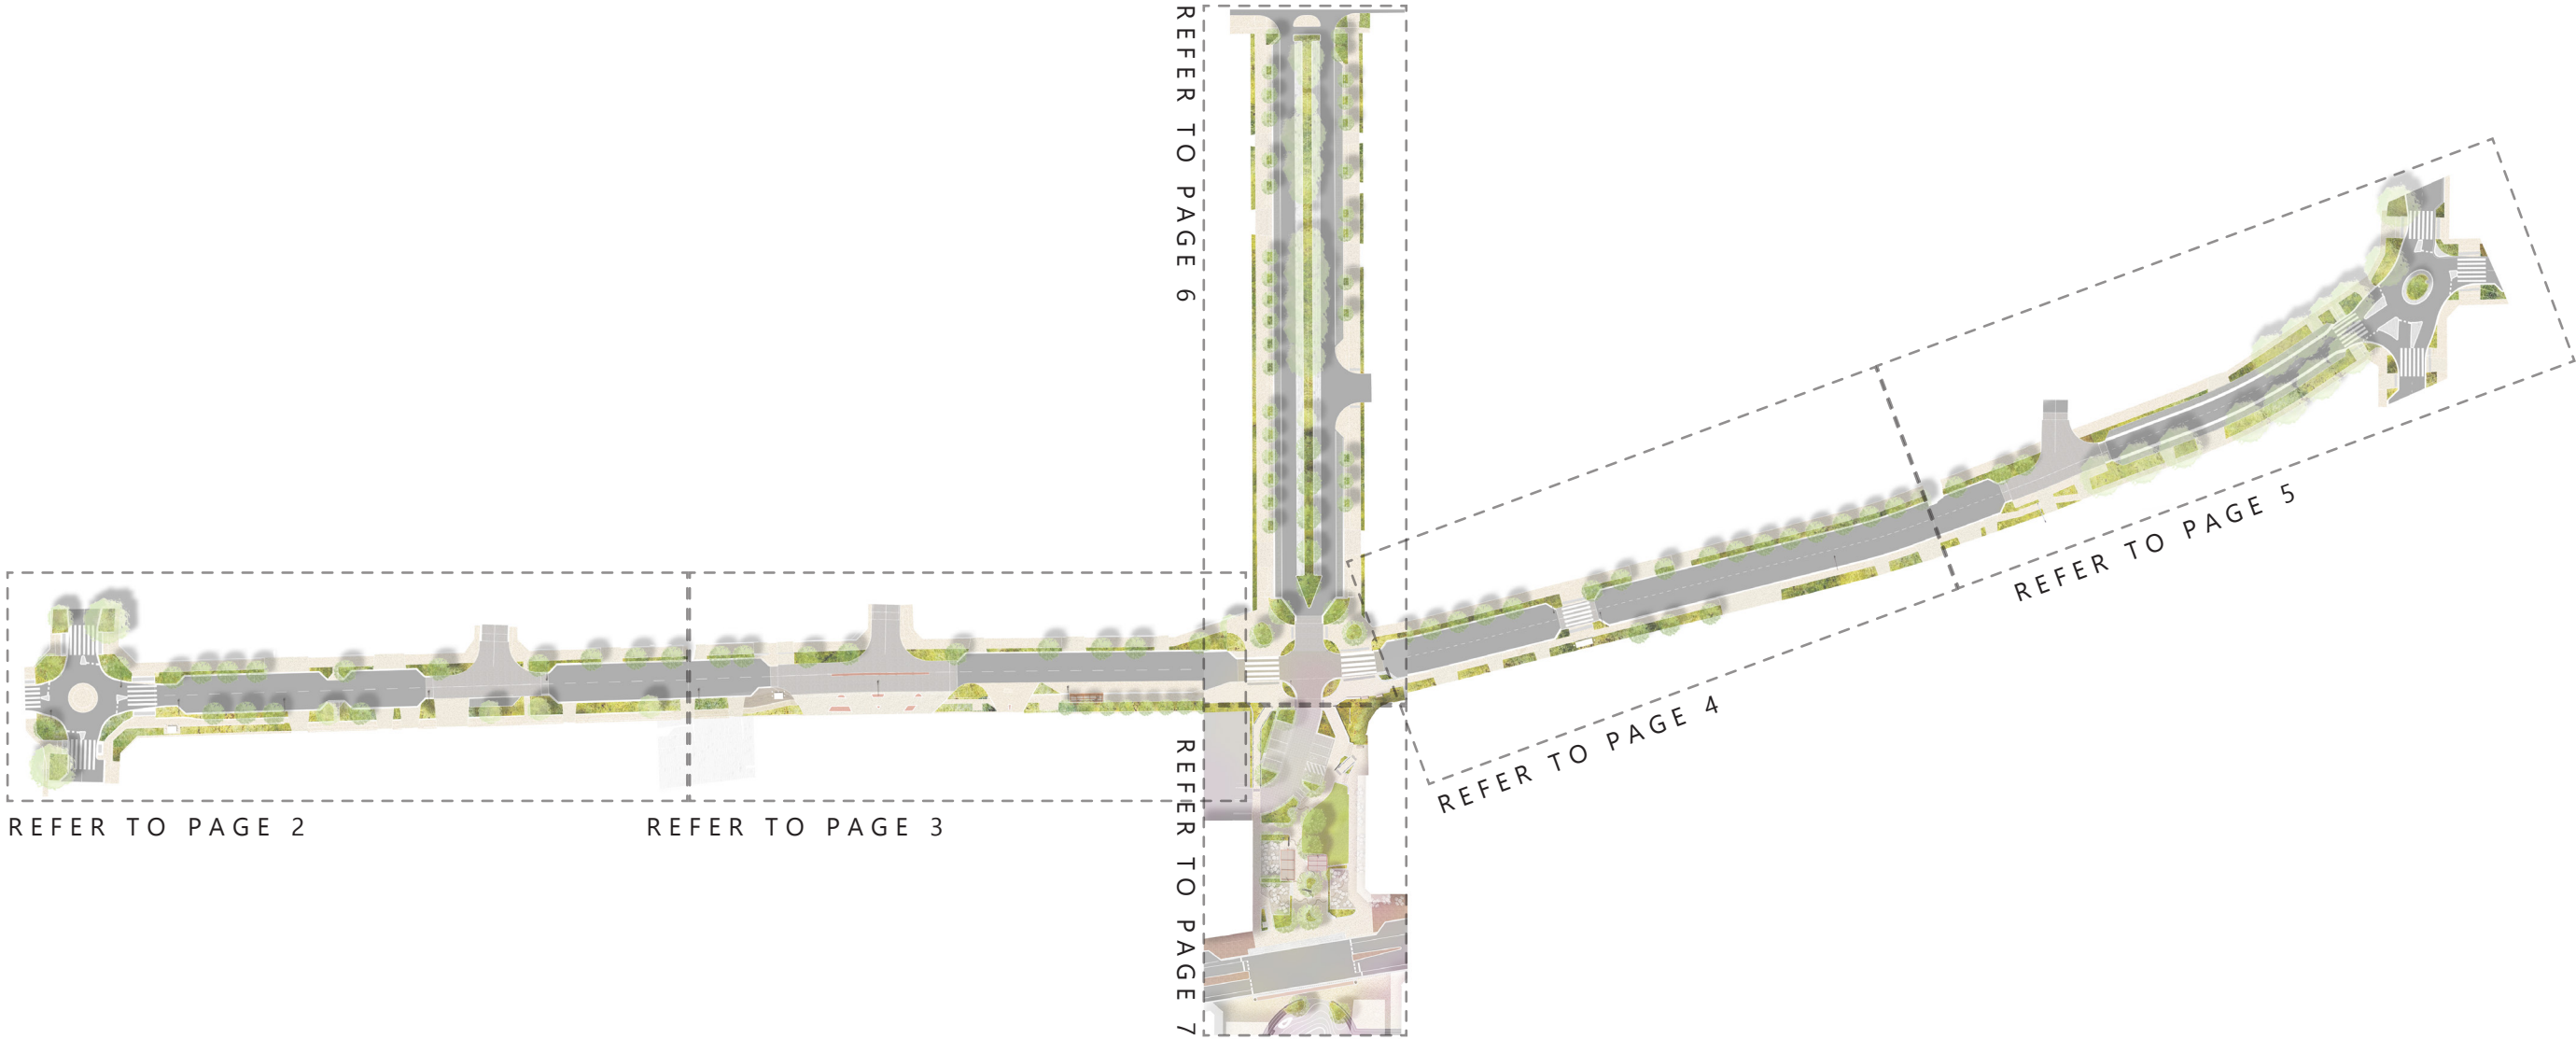 REFER TO PAGE 6
REFER TO PAGE 5
REFER TO PAGE 4
REFER TO PAGE 2
REFER TO PAGE 3
REFER TO PAGE 7